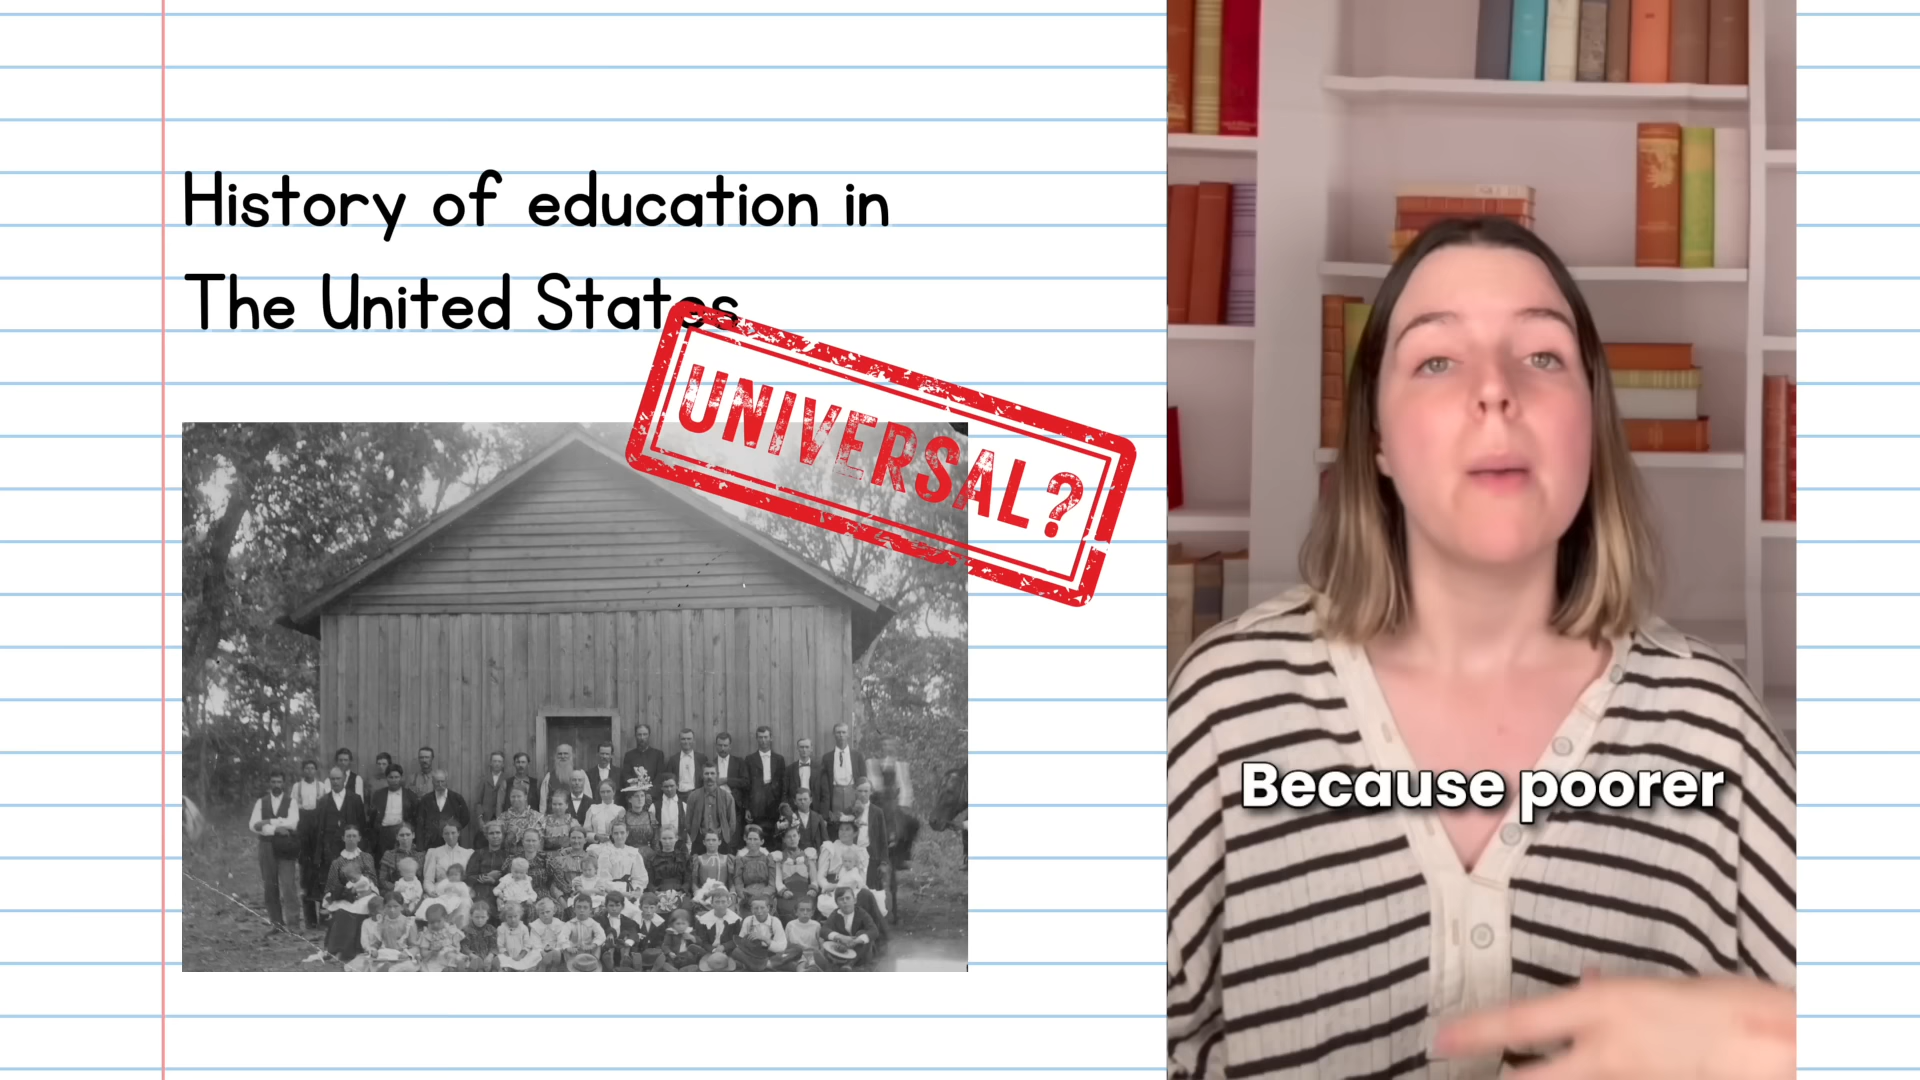 History of education in
The United States
UNIVERSAL?
Because poorer